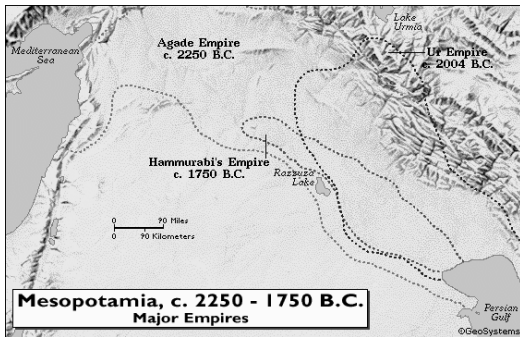 Lake
Urmia
Mediterranean
Sea
Agade Empire
c. 2250 B.C.
Ur Empire
c. 2004 B.C.
Hammurabi's Empire
c. 1750 B.C.
Razzuza
Lake
0 90 Miles
0 90 Kilometers
Mesopotamia, c. 2250 - 1750 B.C.
Major Empires
Persian
Gulf
©GeoSystems